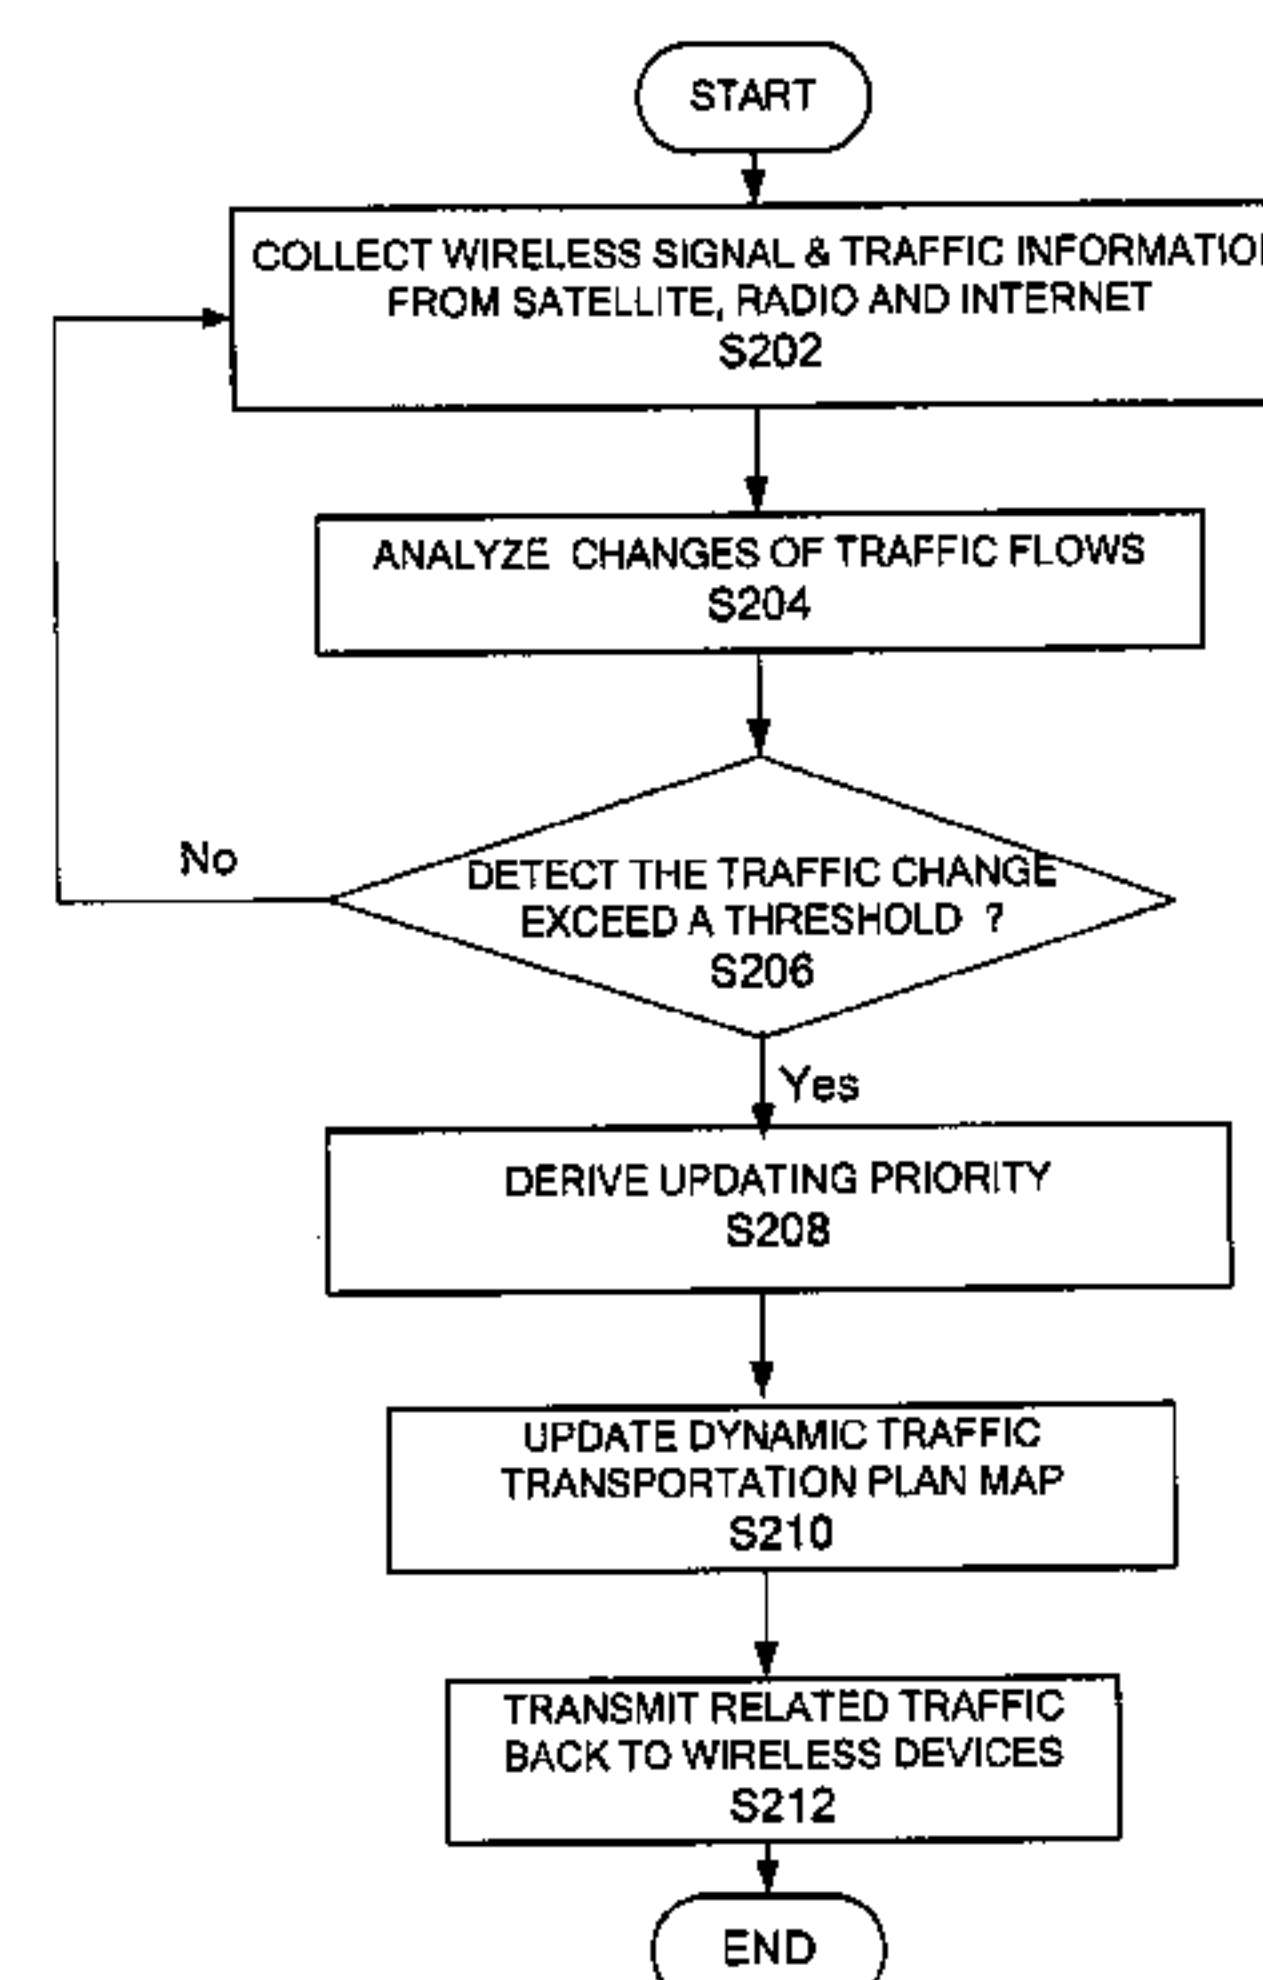 START
COLLECT WIRELESS SIGNAL & TRAFFIC INFORMATIO
FROM SATELLITE, RADIO AND INTERNET
S202
ANALYZE CHANGES OF TRAFFIC FLOWS
S204
No
DETECT THE TRAFFIC CHANGE
EXCEED A THRESHOLD ?
S206
Yes
DERIVE UPDATING PRIORITY
S208
UPDATE DYNAMIC TRAFFIC
TRANSPORTATION PLAN MAP
S210
TRANSMIT RELATED TRAFFIC
BACK TO WIRELESS DEVICES
S212
END